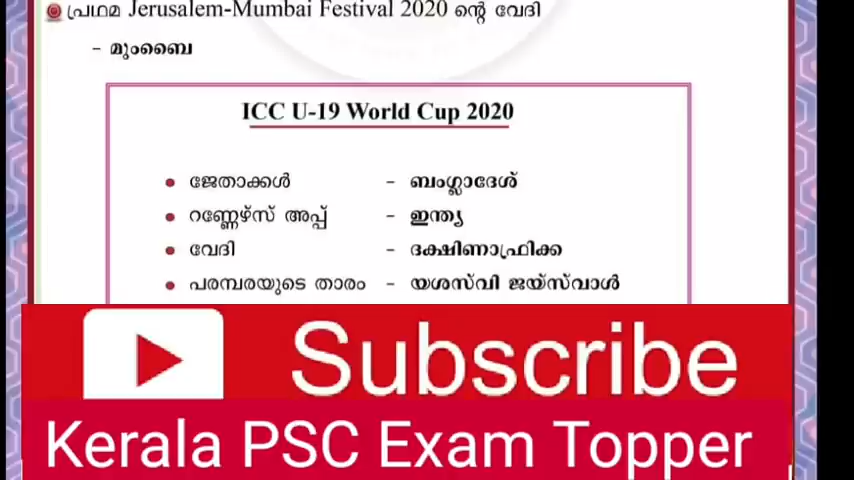 പ്രഥമ Jerusalem-Mumbai Festival 2020 ന്റെ വേദി
- മുംബൈ
ICC U-19 World Cup 2020
ജേതാക്കൾ - ബംഗ്ലാദേശ്
റണ്ണേഴ്സ് അപ്പ് - ഇന്ത്യ
വേദി - ദക്ഷിണാഫ്രിക്ക
പരമ്പരയുടെ താരം - യശസ്വി ജയ്സ്വാൾ
Subscribe
Kerala PSC Exam Topper